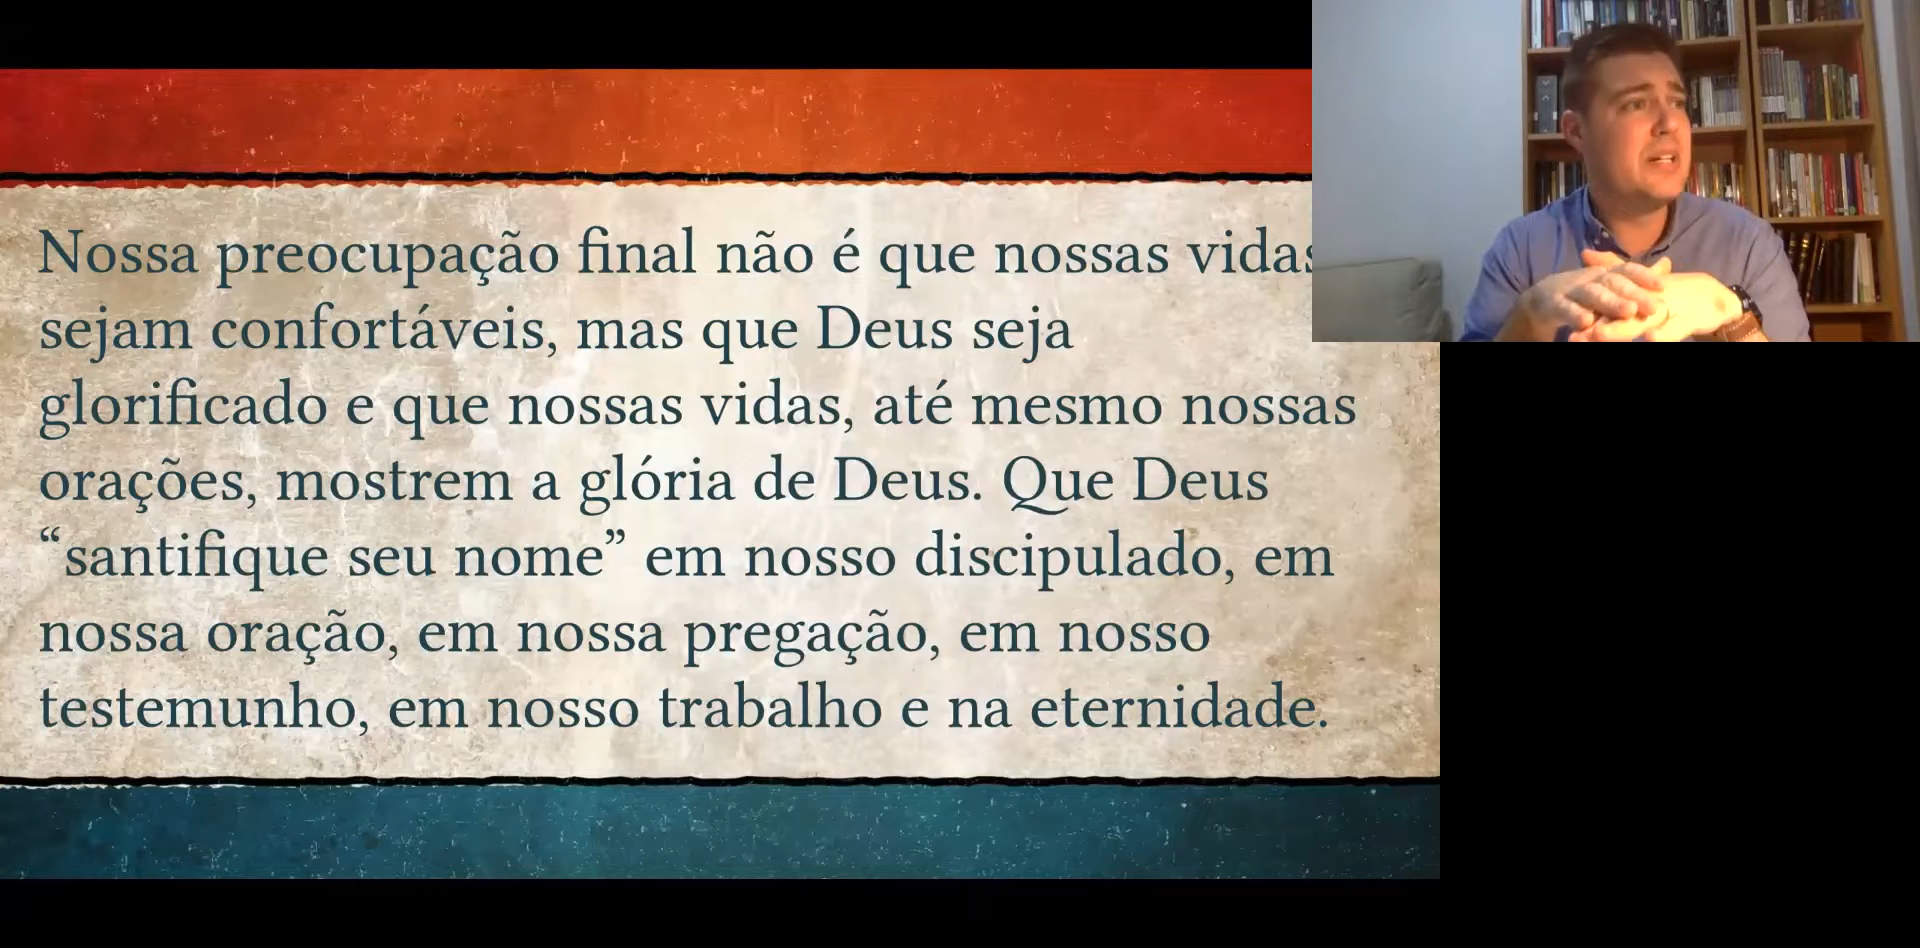 Nossa preocupação final não é que nossas vidas
sejam confortáveis, mas que Deus seja
glorificado e que nossas vidas, até mesmo nossas
orações, mostrem a glória de Deus. Que Deus
“santifique seu nome” em nosso discipulado, em
nossa oração, em nossa pregação, em nosso
testemunho, em nosso trabalho e na eternidade.